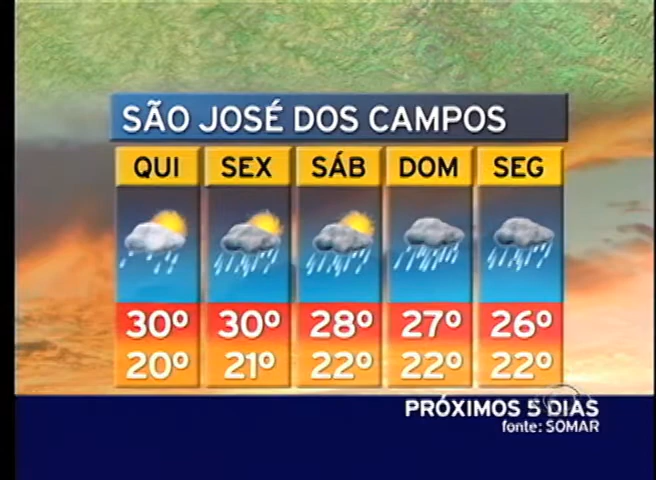 SÃO JOSÉ DOS CAMPOS
QUI SEX SÁB DOM SEG
30º 30º 28º 27º 26º
20º 21º 22º 22º 22º
PRÓXIMOS 5 DIAS
fonte: SOMAR